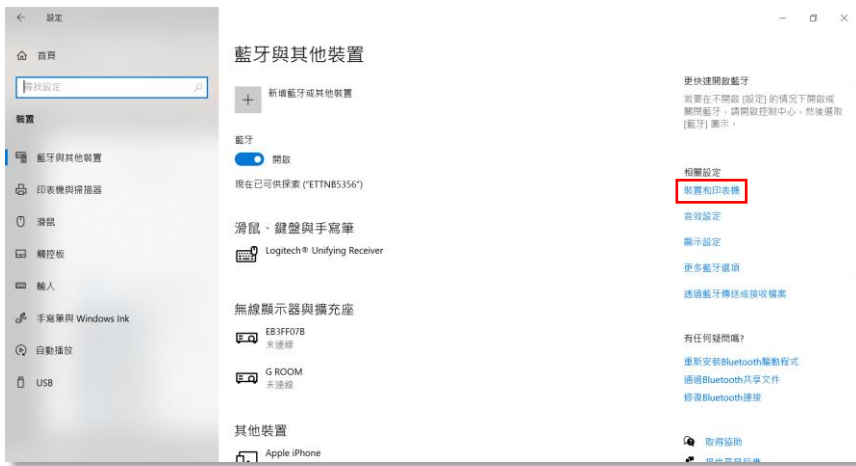 設定
首頁
尋找設定
裝置
藍牙與其他裝置
印表機與掃描器
滑鼠
觸控板
輸入
手寫筆與 Windows Ink
自動播放
USB
藍牙與其他裝置
新增藍牙或其他裝置
藍牙
開啟
現在已可供探索 ("ETTNB5356")
滑鼠、鍵盤與手寫筆
Logitech® Unifying Receiver
無線顯示器與擴充座
EB3FF07B
未連線
G ROOM
未連線
其他裝置
Apple iPhone
更快速開啟藍牙
若要在不開啟 [設定] 的情況下開啟或
關閉藍牙，請開啟控制中心，然後選取
[藍牙] 圖示。
相關設定
裝置和印表機
音效設定
顯示設定
更多藍牙選項
透過藍牙傳送或接收檔案
有任何疑問嗎?
重新安裝Bluetooth驅動程式
通過Bluetooth共享文件
修復Bluetooth連接
取得協助